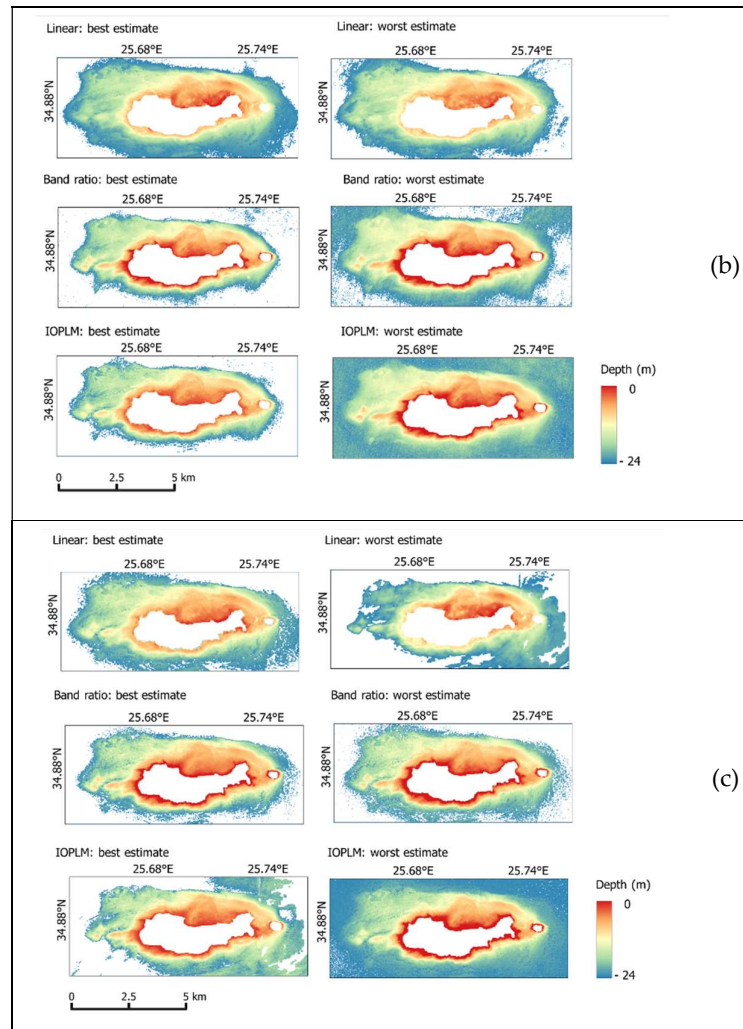 Linear: best estimate
Linear: worst estimate
25.68°E 25.74°E
25.68°E 25.74°E
34.88°N
34.88°N
Band ratio: best estimate
Band ratio: worst estimate
25.68°E 25.74°E
25.68°E 25.74°E
34.88°N
34.88°N
(b)
IOPLM: best estimate
IOPLM: worst estimate
25.68°E 25.74°E
25.68°E 25.74°E
34.88°N
34.88°N
Depth (m)
0
- 24
0 2.5 5 km
Linear: best estimate
Linear: worst estimate
25.68°E 25.74°E
25.68°E 25.74°E
34.88°N
34.88°N
Band ratio: best estimate
Band ratio: worst estimate
25.68°E 25.74°E
25.68°E 25.74°E
34.88°N
34.88°N
(c)
IOPLM: best estimate
IOPLM: worst estimate
25.68°E 25.74°E
25.68°E 25.74°E
34.88°N
34.88°N
Depth (m)
0
- 24
0 2.5 5 km